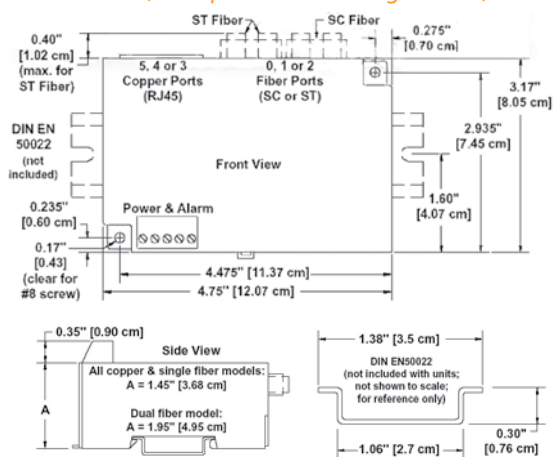 ST Fiber
SC Fiber
0.40"
[1.02 cm]
(max. for
ST Fiber)
0.275"
[0.70 cm]
5, 4 or 3
Copper Ports
(RJ45)
0, 1 or 2
Fiber Ports
(SC or ST)
3.17"
[8.05 cm]
DIN EN
50022
(not
included)
2.935"
[7.45 cm]
Front View
1.60"
[4.07 cm]
0.235"
[0.60 cm]
Power & Alarm
0.17"
[0.43]
(clear for
#8 screw)
4.475" [11.37 cm]
4.75" [12.07 cm]
0.35" [0.90 cm]
Side View
All copper & single fiber models:
A = 1.45" [3.68 cm]
A
Dual fiber model:
A = 1.95" [4.95 cm]
1.38" [3.5 cm]
DIN EN50022
(not included with units;
not shown to scale;
for reference only)
0.30"
[0.76 cm]
1.06" [2.7 cm]